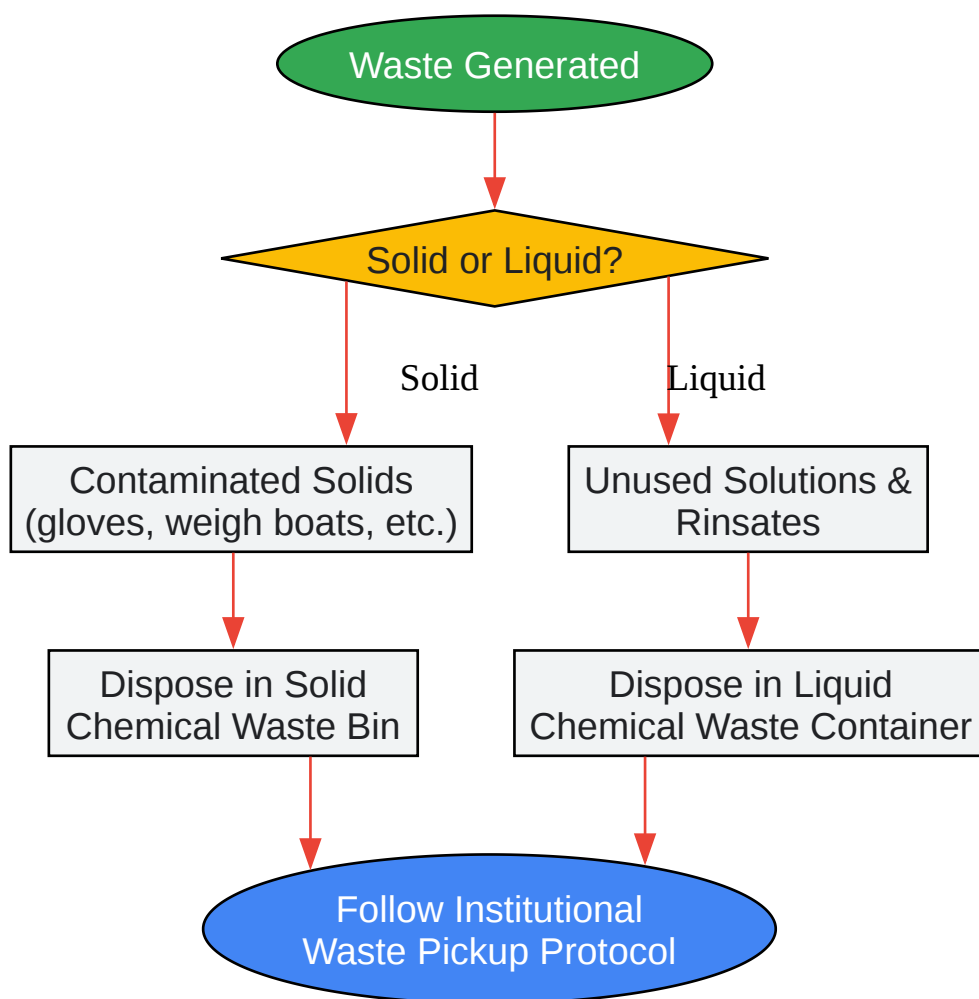 Waste Generated
Solid or Liquid?
Solid
Liquid
Contaminated Solids
(gloves, weigh boats, etc.)
Unused Solutions &
Rinsates
Dispose in Solid
Chemical Waste Bin
Dispose in Liquid
Chemical Waste Container
Follow Institutional
Waste Pickup Protocol